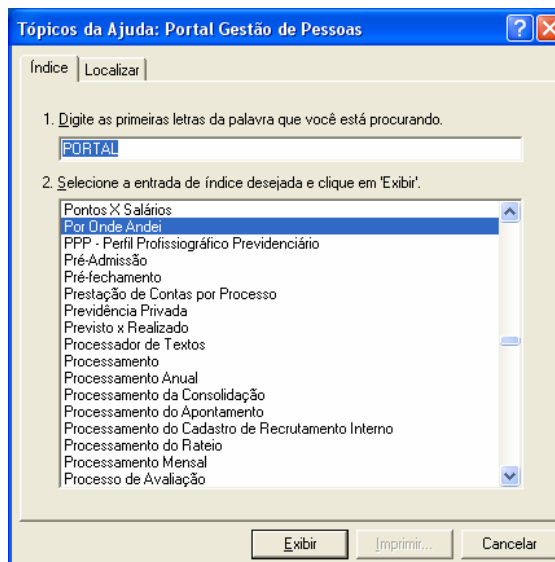 Tópicos da Ajuda: Portal Gestão de Pessoas
Índice Localizar
1. Digite as primeiras letras da palavra que você está procurando.
PORTAL
2. Selecione a entrada de índice desejada e clique em 'Exibir'.
Pontos X Salários
Por Onde Andei
PPP - Perfil Profissiográfico Previdenciário
Pré-Admissão
Pré-fechamento
Prestação de Contas por Processo
Previdência Privada
Previsto x Realizado
Processador de Textos
Processamento
Processamento Anual
Processamento da Consolidação
Processamento do Apontamento
Processamento do Cadastro de Recrutamento Interno
Processamento do Rateio
Processamento Mensal
Processo de Avaliação
Exibir Imprimir... Cancelar